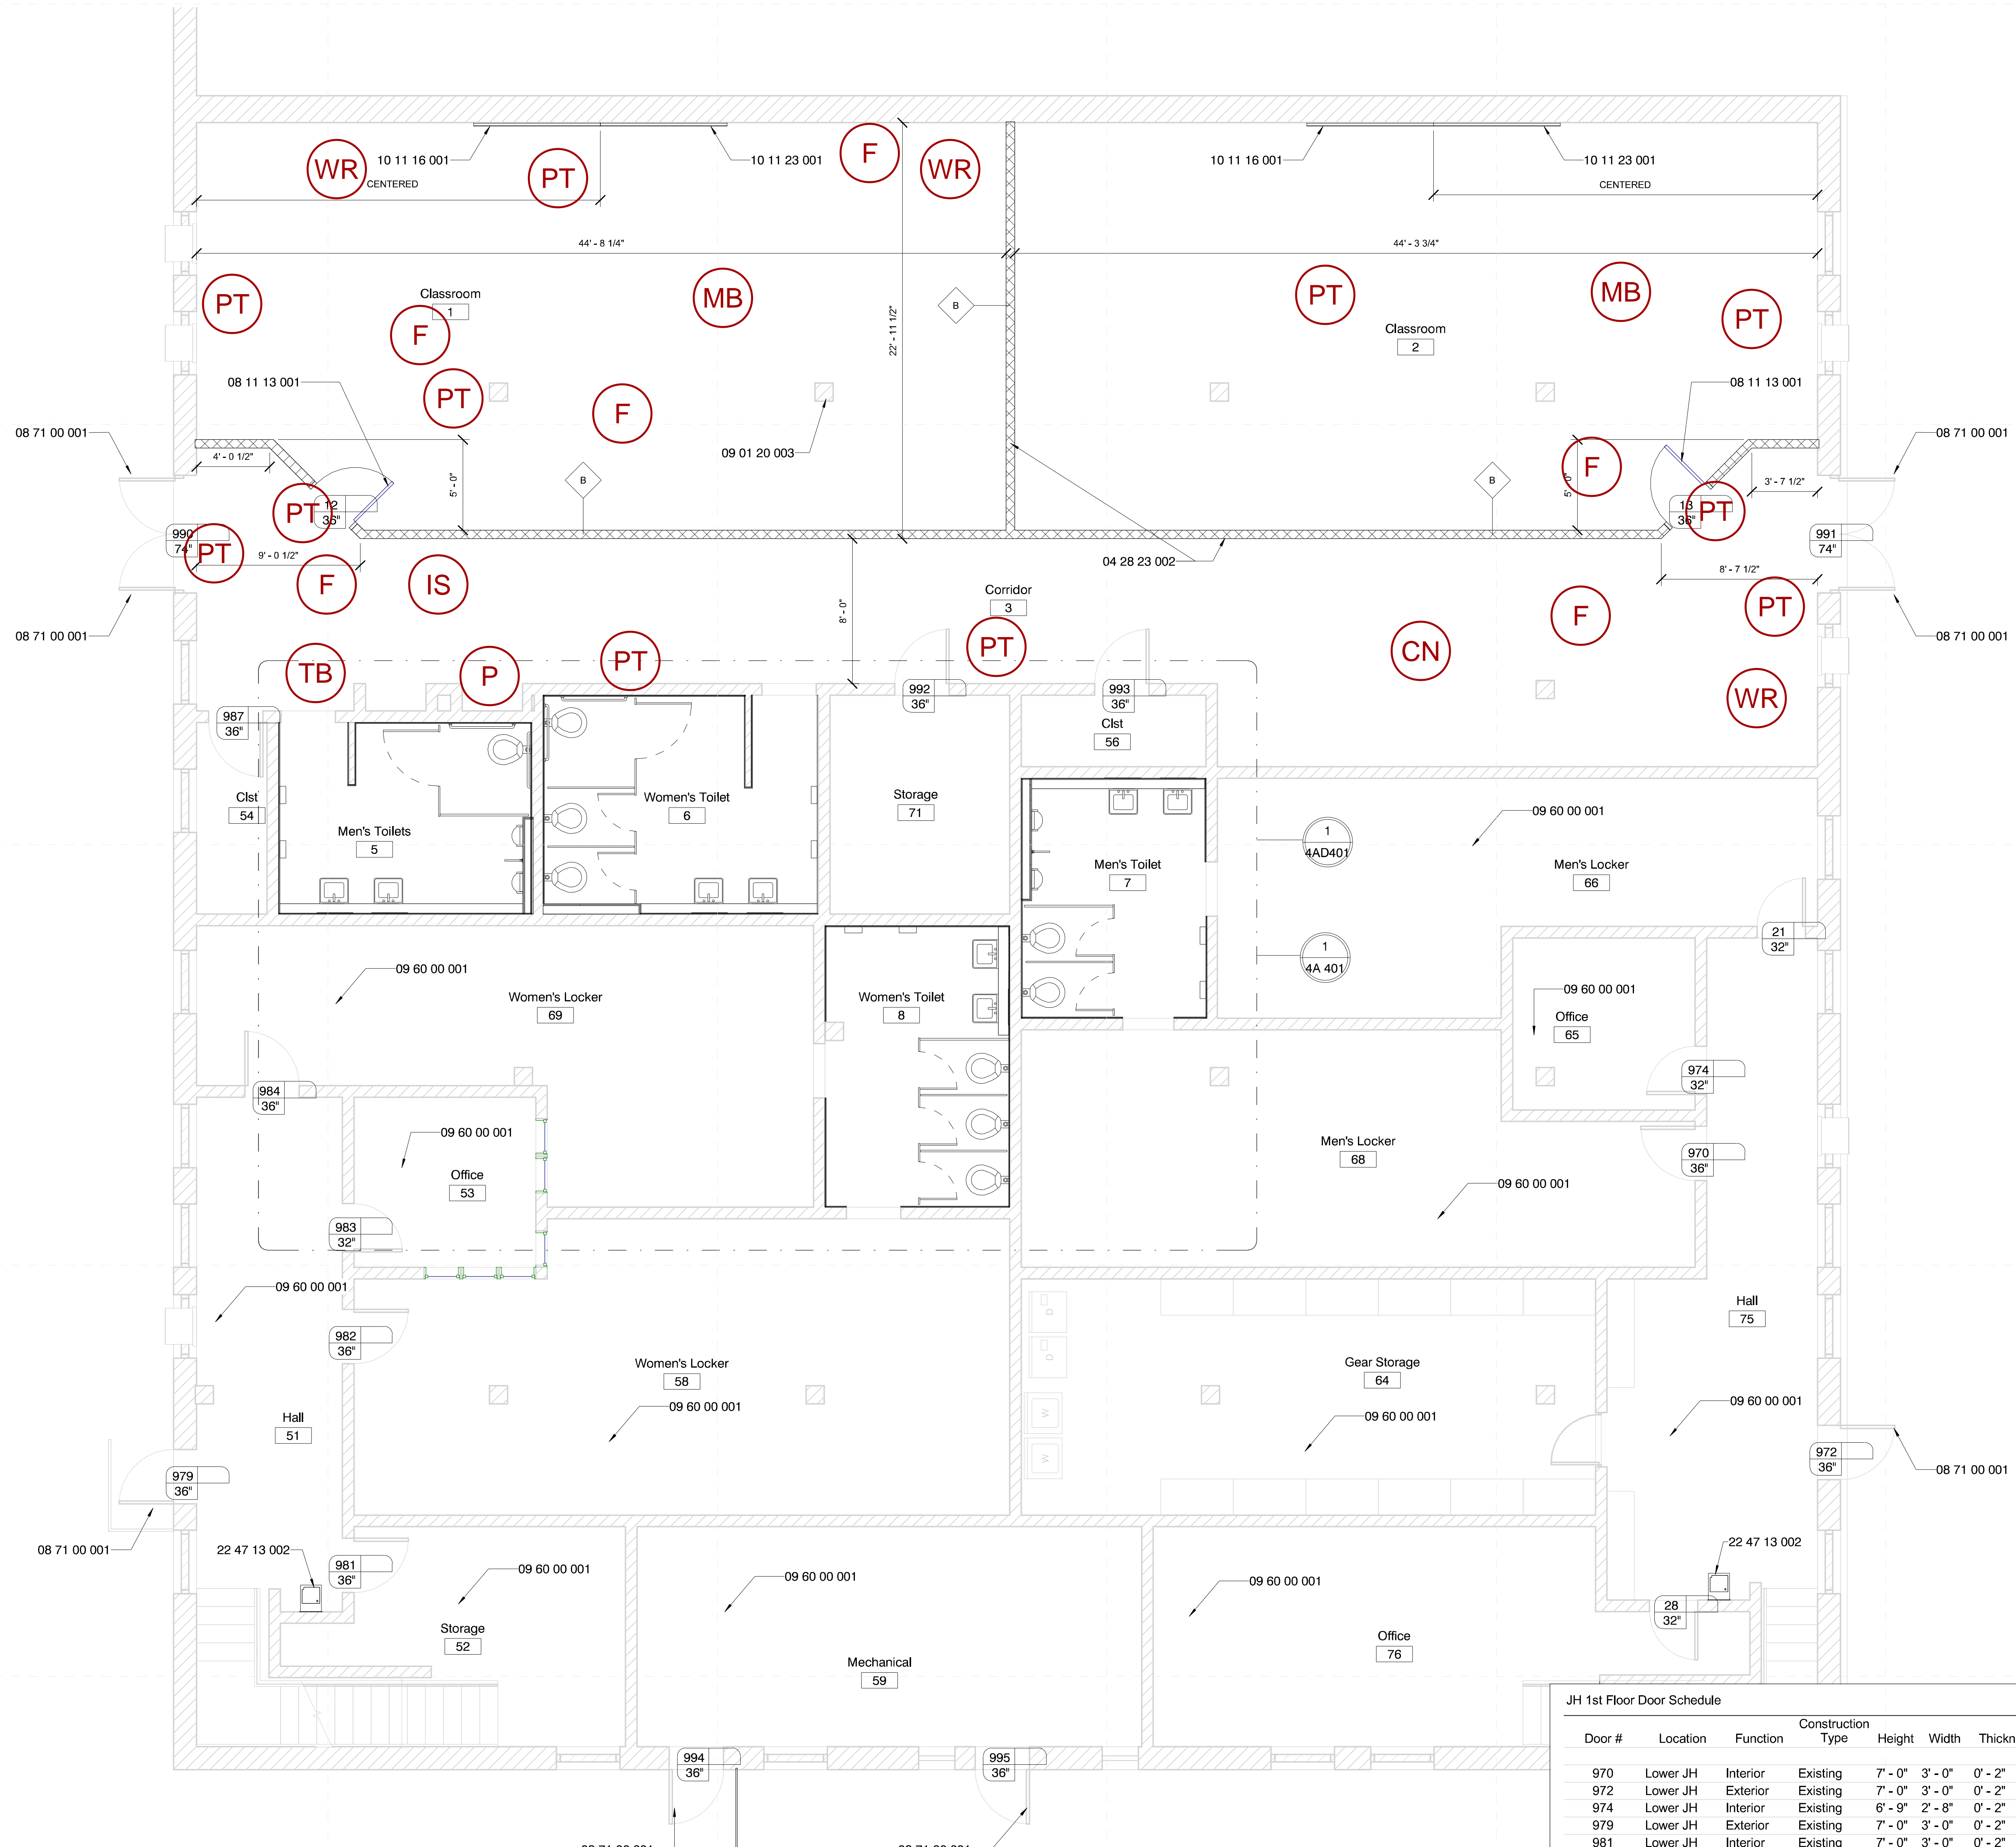 WR
10 11 16 001
PT
CENTERED
F
10 11 23 001
WR
10 11 16 001
10 11 23 001
CENTERED
44' - 8 1/4"
44' - 3 3/4"
PT
Classroom
1
F
MB
22' - 11 1/2"
B
PT
MB
PT
Classroom
2
08 11 13 001
PT
F
09 01 20 003
08 11 13 001
08 71 00 001
4' - 0 1/2"
5' - 0"
B
B
5' - 0"
F
3' - 7 1/2"
08 71 00 001
PT
12
36"
13
36"
PT
990
74"
PT
9' - 0 1/2"
991
74"
8' - 7 1/2"
04 28 23 002
F
IS
Corridor
3
8' - 0"
F
PT
08 71 00 001
08 71 00 001
TB
P
PT
PT
CN
WR
987
36"
992
36"
993
36"
Clst
56
Clst
54
Men's Toilets
5
Women's Toilet
6
Storage
71
Men's Toilet
7
1
4AD401
09 60 00 001
Men's Locker
66
21
32"
09 60 00 001
Women's Locker
69
Women's Toilet
8
1
4A 401
09 60 00 001
Office
65
984
36"
974
32"
09 60 00 001
Office
53
Men's Locker
68
970
36"
09 60 00 001
983
32"
09 60 00 001
982
36"
D
D
W
W
Hall
75
Women's Locker
58
09 60 00 001
Gear Storage
64
09 60 00 001
09 60 00 001
Hall
51
979
36"
972
36"
08 71 00 001
08 71 00 001
22 47 13 002
981
36"
09 60 00 001
09 60 00 001
09 60 00 001
22 47 13 002
Storage
52
28
32"
Office
76
Mechanical
59
994
36"
995
36"
JH 1st Floor Door Schedule
Door # Location Function Construction Type Height Width Thickn
970 Lower JH Interior Existing 7' - 0" 3' - 0" 0' - 2"
972 Lower JH Exterior Existing 7' - 0" 3' - 0" 0' - 2"
974 Lower JH Interior Existing 6' - 9" 2' - 8" 0' - 2"
979 Lower JH Exterior Existing 7' - 0" 3' - 0" 0' - 2"
981 Lower JH Interior Existing 7' - 0" 3' - 0" 0' - 2"